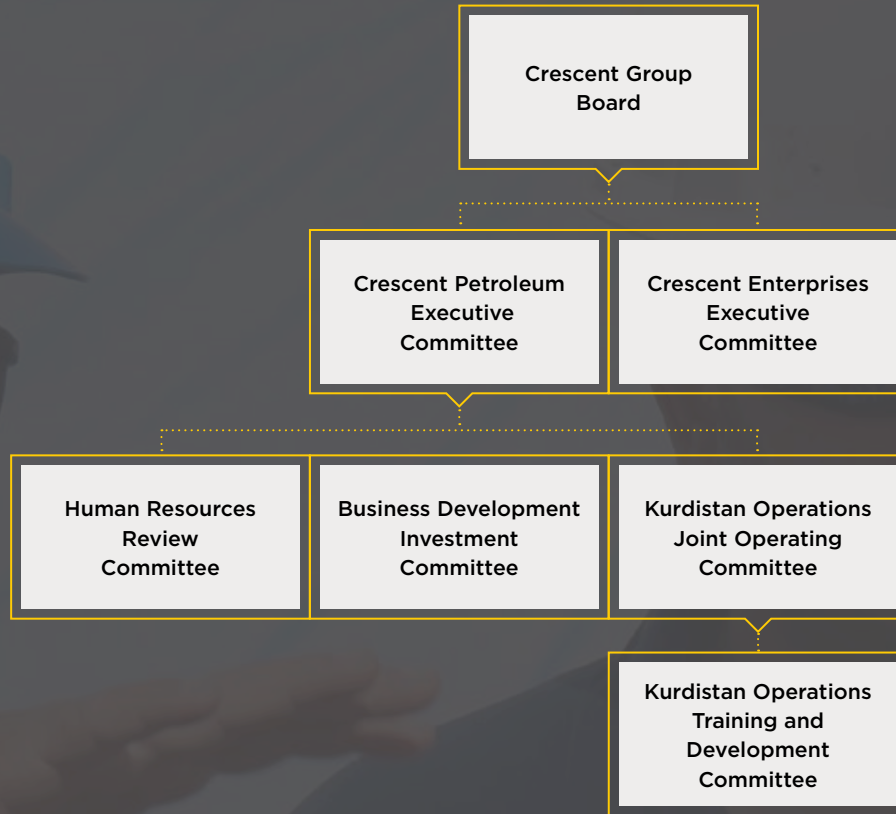 Crescent Group
Board
Crescent Petroleum
Executive
Committee
Crescent Enterprises
Executive
Committee
Human Resources
Review
Committee
Business Development
Investment
Committee
Kurdistan Operations
Joint Operating
Committee
Kurdistan Operations
Training and
Development
Committee